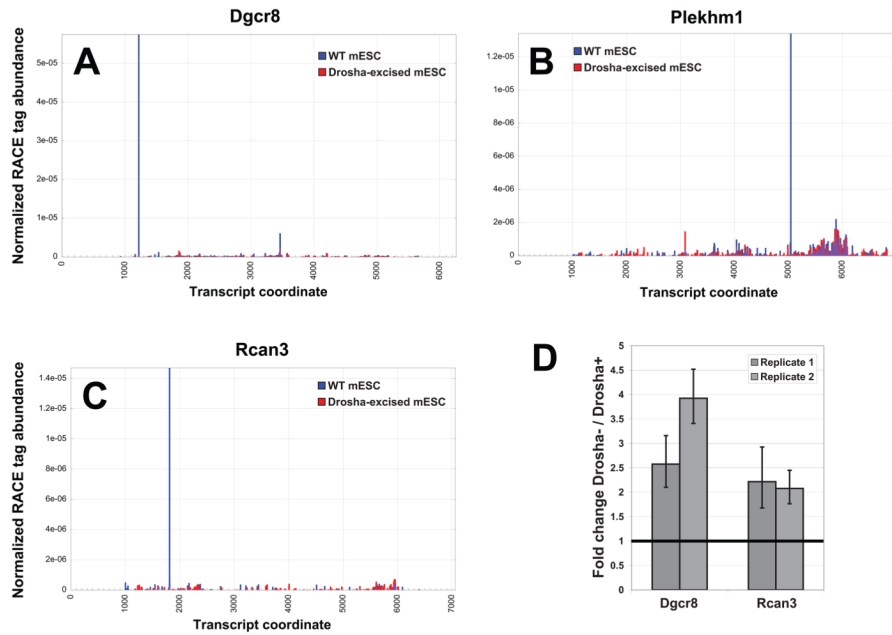 Dgcr8
A
WT mESC
Drosha-excised mESC
Normalized RACE tag abundance
5e-05
4e-05
3e-05
2e-05
1e-05
0
0 1000 2000 3000 4000 5000 6000
Transcript coordinate
Plekhm1
B
WT mESC
Drosha-excised mESC
1.2e-05
1e-05
8e-06
6e-06
4e-06
2e-06
0
0 1000 2000 3000 4000 5000 6000
Transcript coordinate
Rcan3
C
WT mESC
Drosha-excised mESC
Normalized RACE tag abundance
1.4e-05
1.2e-05
1e-05
8e-06
6e-06
4e-06
2e-06
0
0 1000 2000 3000 4000 5000 6000 7000
Transcript coordinate
D
Replicate 1
Replicate 2
Fold change Drosha- / Drosha+
5
4.5
4
3.5
3
2.5
2
1.5
1
0.5
0
Dgcr8 Rcan3